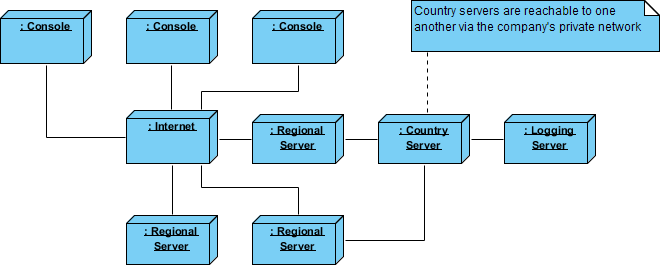 Country servers are reachable to one
another via the company's private network
: Console
: Console
: Console
: Internet
: Regional
Server
: Country
Server
: Logging
Server
: Regional
Server
: Regional
Server